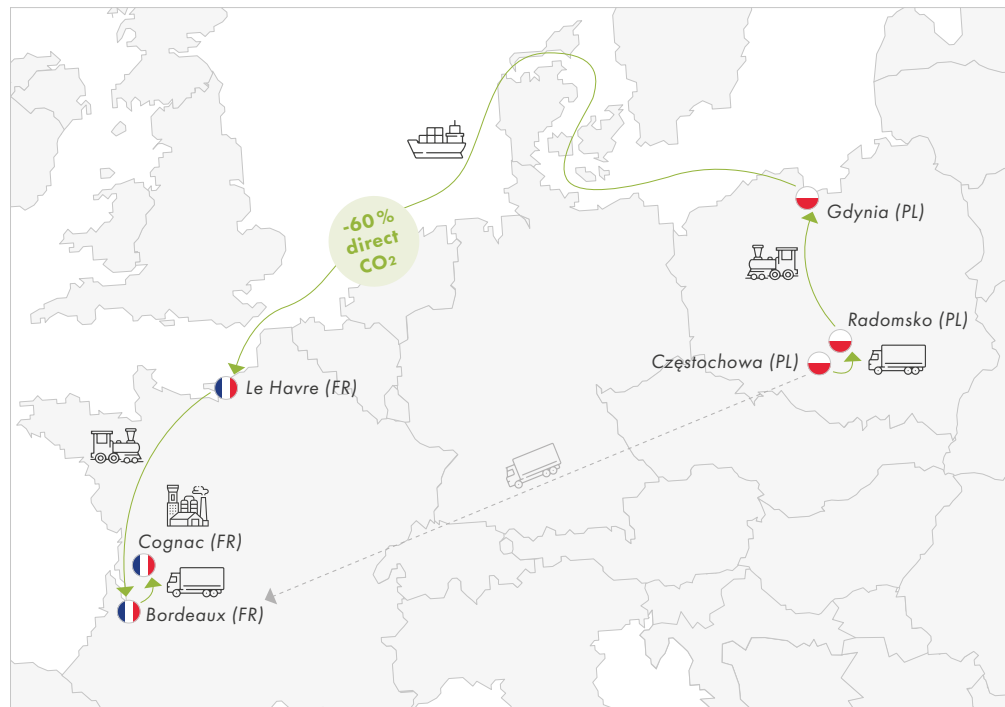 -60%
direct
CO2
Gdynia (PL)
Radomsko (PL)
Częstochowa (PL)
Le Havre (FR)
Cognac (FR)
Bordeaux (FR)